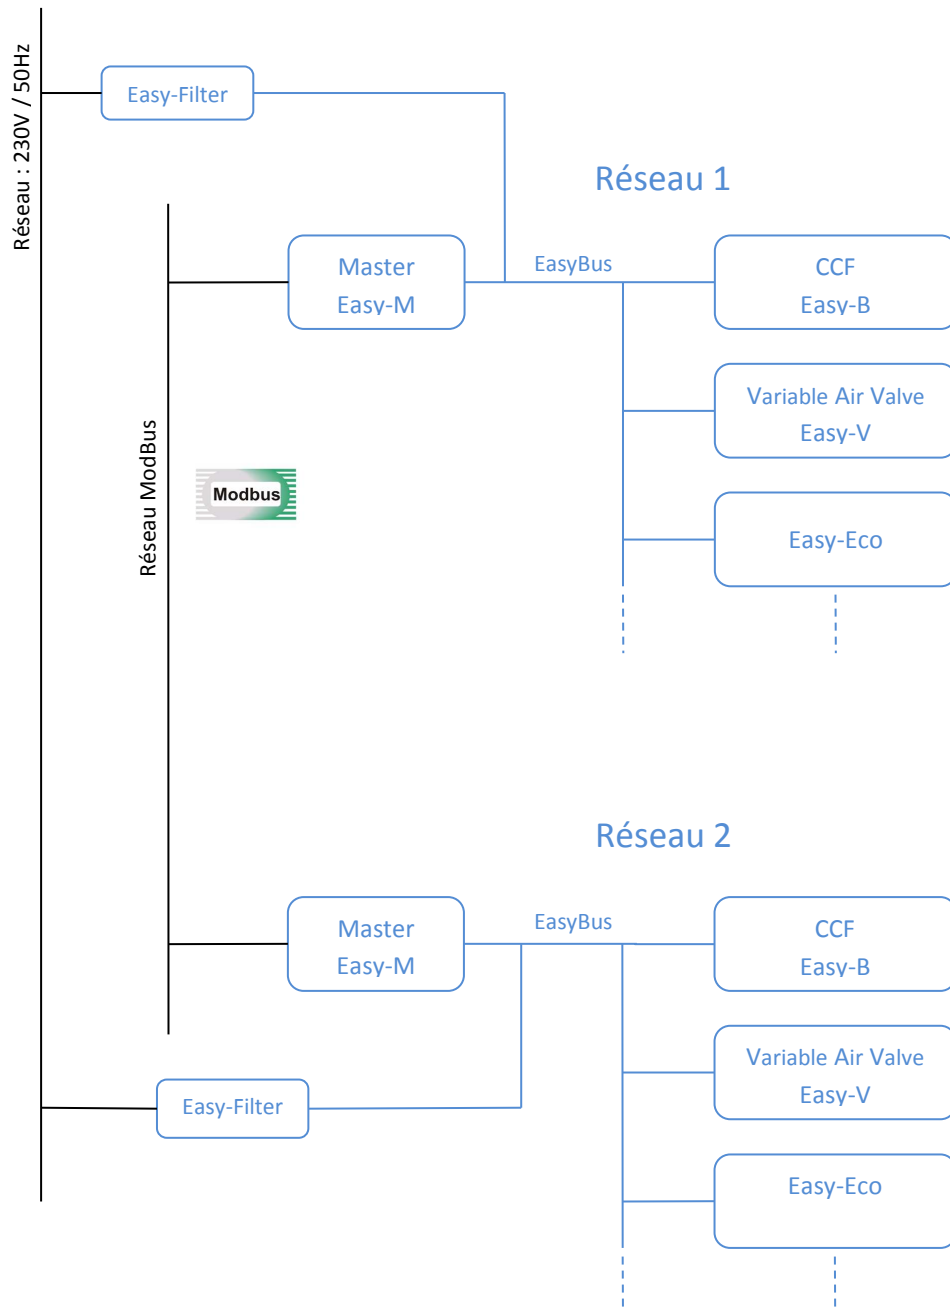 Réseau : 230V / 50Hz
Easy-Filter
Réseau 1
Réseau ModBus
Master
Easy-M
EasyBus
CCF
Easy-B
Variable Air Valve
Easy-V
Modbus
Easy-Eco
Réseau 2
Master
Easy-M
EasyBus
CCF
Easy-B
Variable Air Valve
Easy-V
Easy-Filter
Easy-Eco